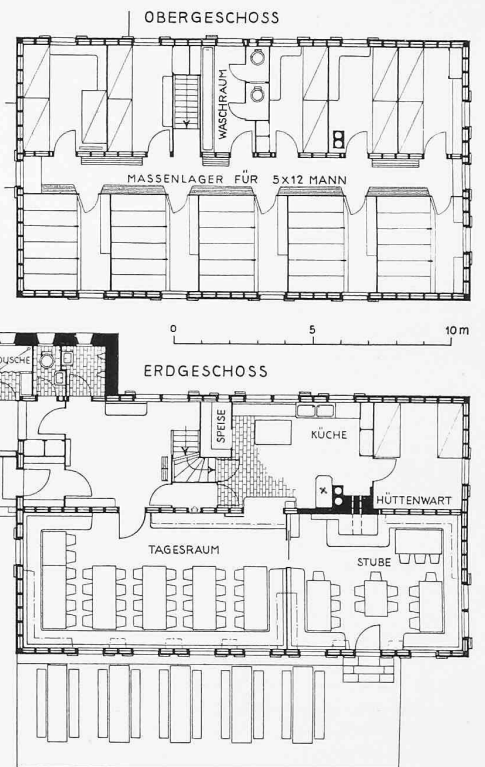 OBERGESCHOSS
WASCHRAUM
MASSENLAGER FÜR 5x12 MANN
0 5 10 m
DUSCHE
ERDGESCHOSS
SPEISE
KÜCHE
HÜTTENWART
TAGESRAUM
STUBE